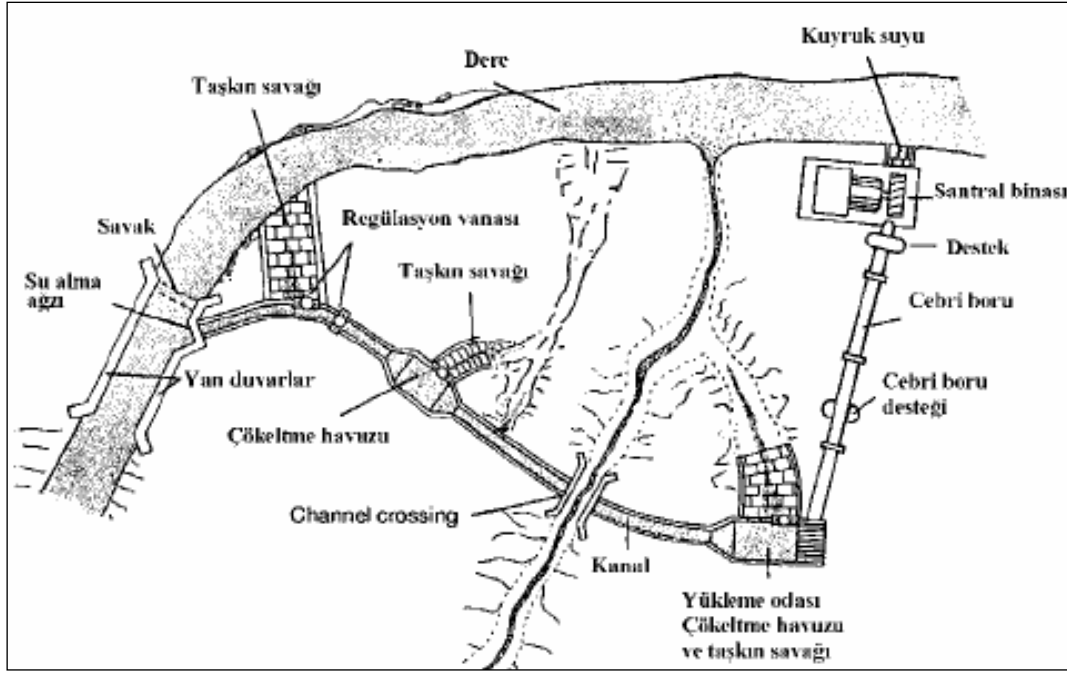 Kuyruk suyu
Dere
Taşkın savağı
Santral binası
Savak
Regülasyon vanası
Destek
Su alma
ağzı
Taşkın savağı
Cebri boru
Yan duvarlar
Cebri boru
desteği
Çökeltme havuzu
Channel crossing
Kanal
Yükleme odası
Çökeltme havuzu
ve taşkın savağı